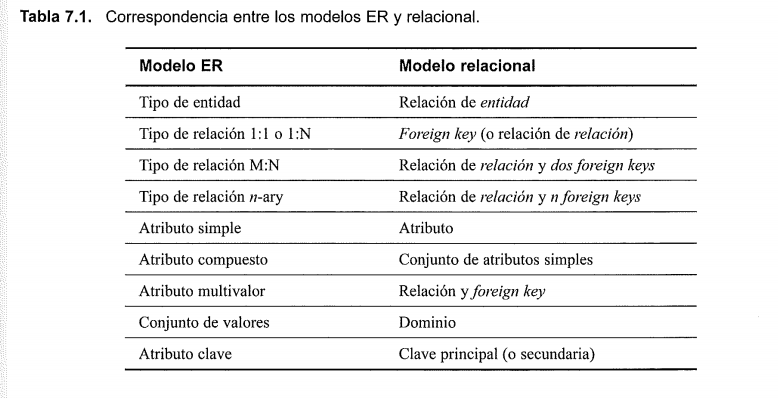 Tabla 7.1. Correspondencia entre los modelos ER y relacional.
Modelo ER Modelo relacional
Tipo de entidad Relación de entidad
Tipo de relación 1:1 o 1:N Foreign key (o relación de relación)
Tipo de relación M:N Relación de relación y dos foreign keys
Tipo de relación n-ary Relación de relación y n foreign keys
Atributo simple Atributo
Atributo compuesto Conjunto de atributos simples
Atributo multivalor Relación y foreign key
Conjunto de valores Dominio
Atributo clave Clave principal (o secundaria)